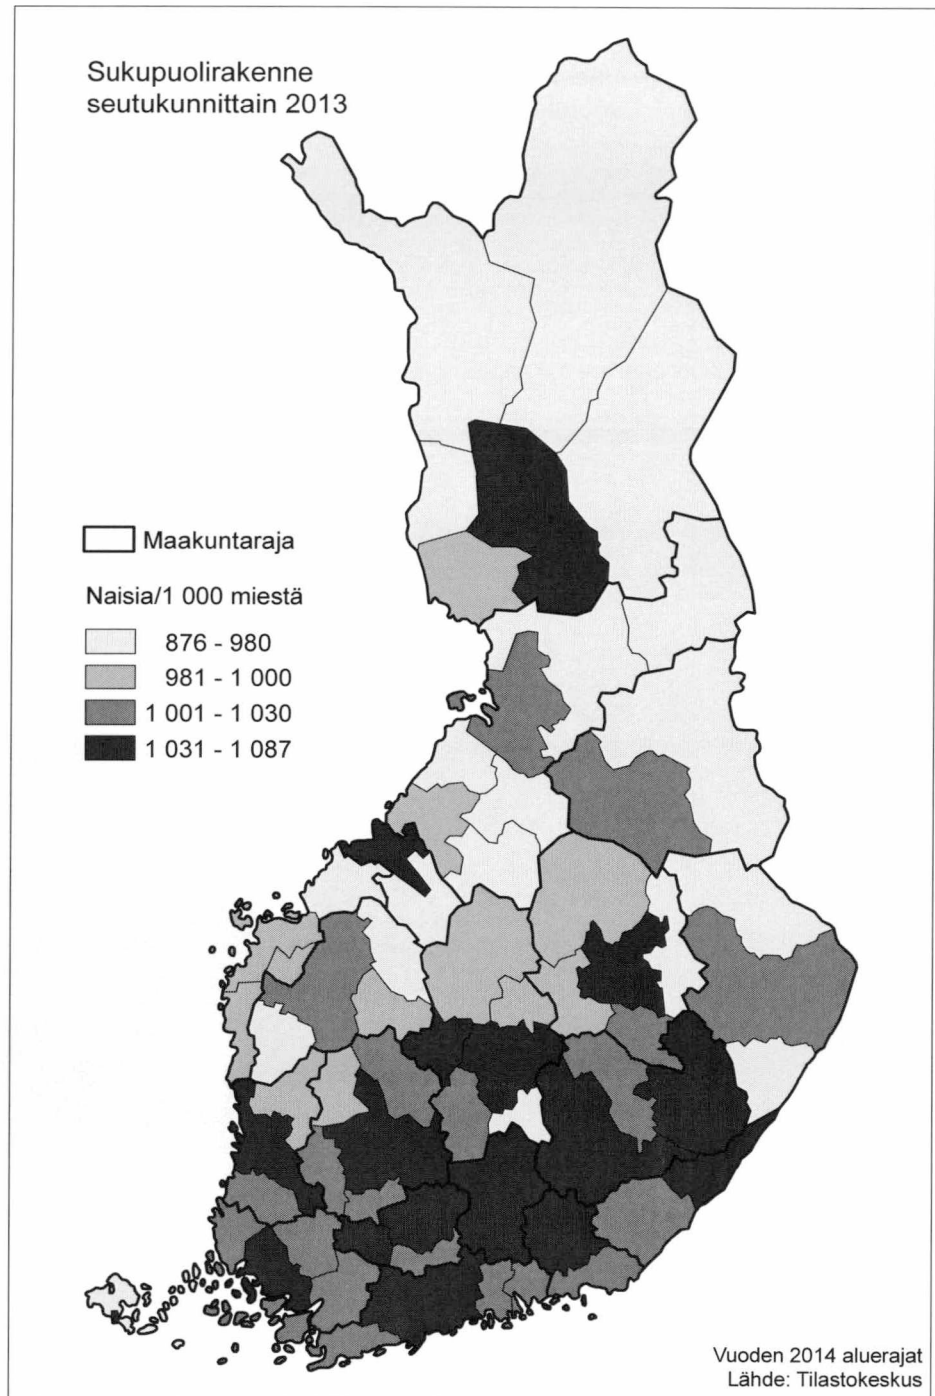 Sukupuolirakenne
seutukunnittain 2013
Maakuntaraja
Naisia/1 000 miestä
876 - 980
981 - 1 000
1 001 - 1 030
1 031 - 1 087
Vuoden 2014 aluerajat
Lähde: Tilastokeskus